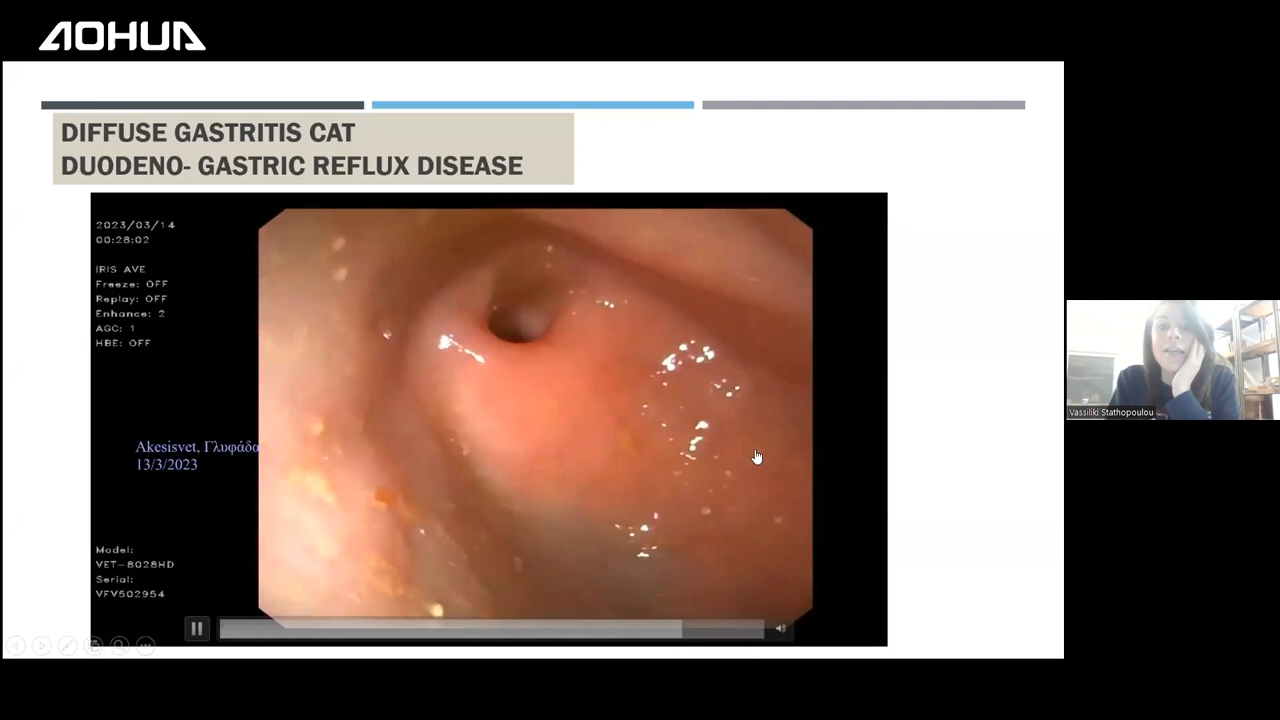 AOHUA
DIFFUSE GASTRITIS CAT
DUODENO- GASTRIC REFLUX DISEASE
2023/03/14
00:28:02
IRIS AVE
Freeze: OFF
Replay: OFF
Enhance: 2
AGC: 1
HBE: OFF
Akesisvet, Γλυφάδα
13/3/2023
Model:
VET-8028HD
Serial:
VFV502954
Vassiliki Stathopoulou